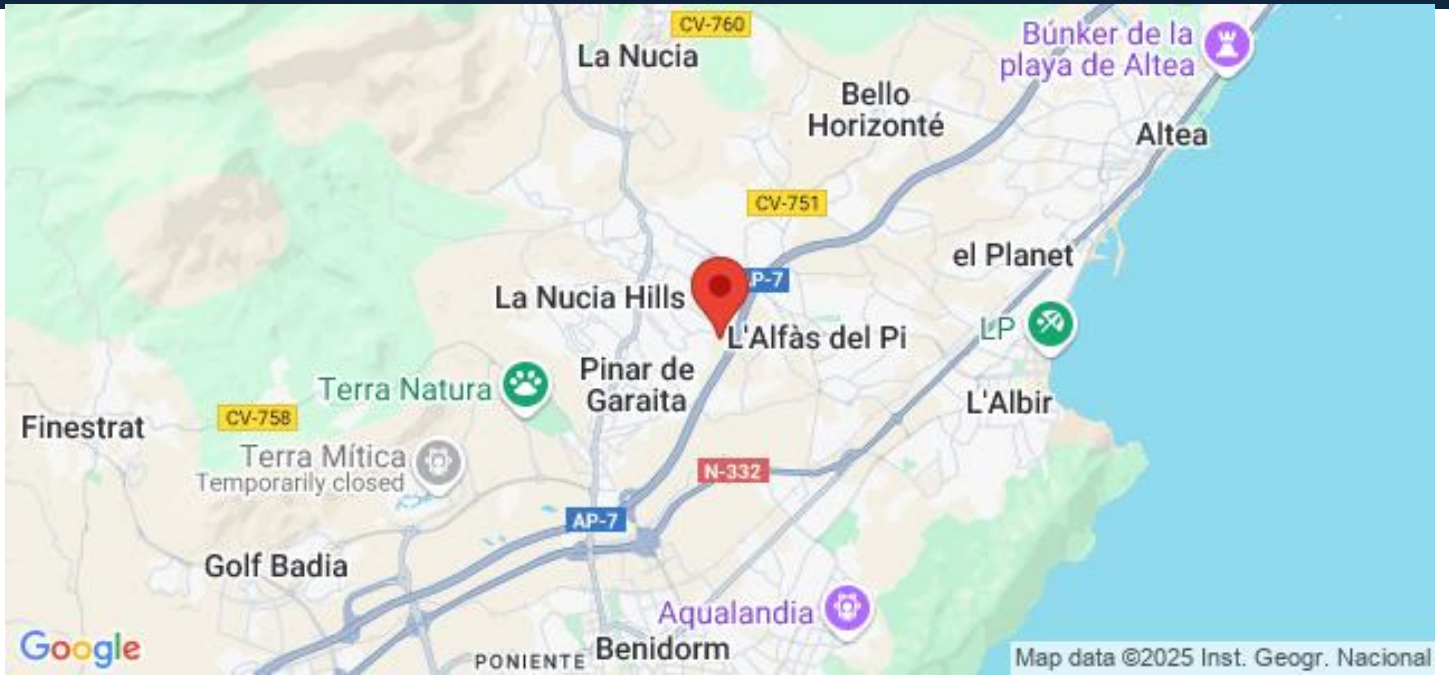 CV-760
La Nucia
Búnker de la
playa de Altea
Bello
Horizonté
Altea
CV-751
el Planet
P-7
La Nucia Hills
LP
L'Alfàs del Pi
Pinar de
Garaita
Terra Natura
L'Albir
CV-758
Finestrat
Terra Mítica
Temporarily closed
N-332
AP-7
Golf Badia
Aqualandia
Benidorm
PONIENTE
Google
Map data ©2025 Inst. Geogr. Nacional